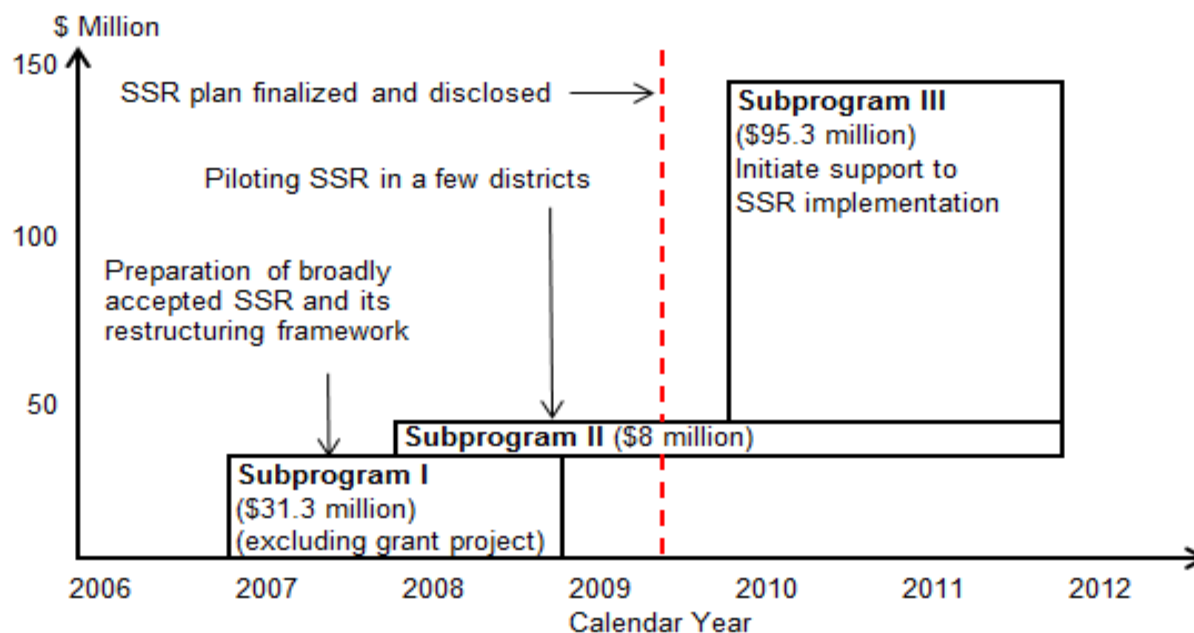 $ Million
150
SSR plan finalized and disclosed
Subprogram III
($95.3 million)
Initiate support to
SSR implementation
Piloting SSR in a few districts
100
Preparation of broadly
accepted SSR and its
restructuring framework
50
Subprogram II ($8 million)
Subprogram I
($31.3 million)
(excluding grant project)
2006 2007 2008 2009 2010 2011 2012
Calendar Year